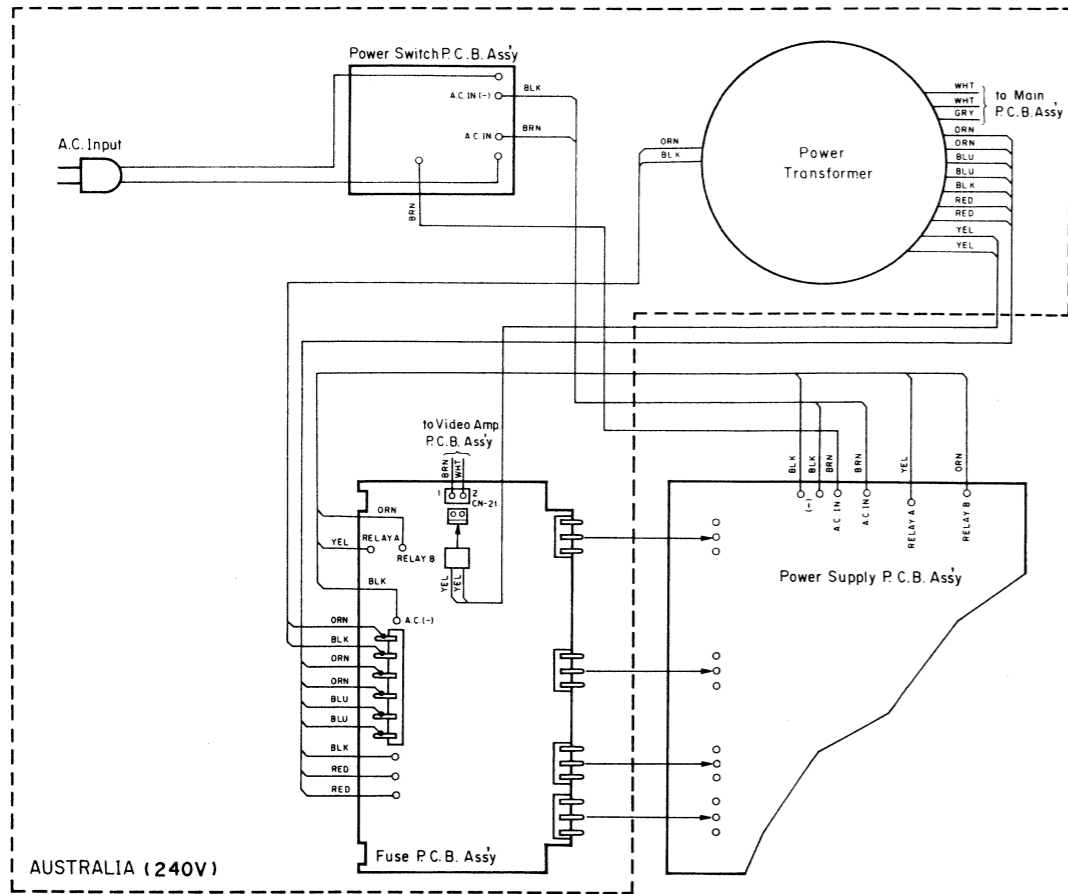 Power Switch P.C.B. Ass'y
A.C. IN (-)
BLK
A.C. IN
BRN
BRN
A.C. Input
ORN
BLK
Power
Transformer
WHT
WHT
GRY
to Main
P.C.B. Ass'y
ORN
ORN
BLU
BLU
BLK
RED
RED
YEL
YEL
to Video Amp.
P.C.B. Ass'y
BRN
WHT
1
2
CN-21
ORN
RELAY A
YEL
RELAY B
YEL
YEL
BLK
A.C. (-)
ORN
BLK
ORN
ORN
BLU
BLU
BLK
RED
RED
Fuse P.C.B. Ass'y
BLK
BLK
BRN
BRN
YEL
ORN
(-)
A.C. IN
A.C. IN
RELAY A
RELAY B
Power Supply P.C.B. Ass'y
AUSTRALIA (240V)